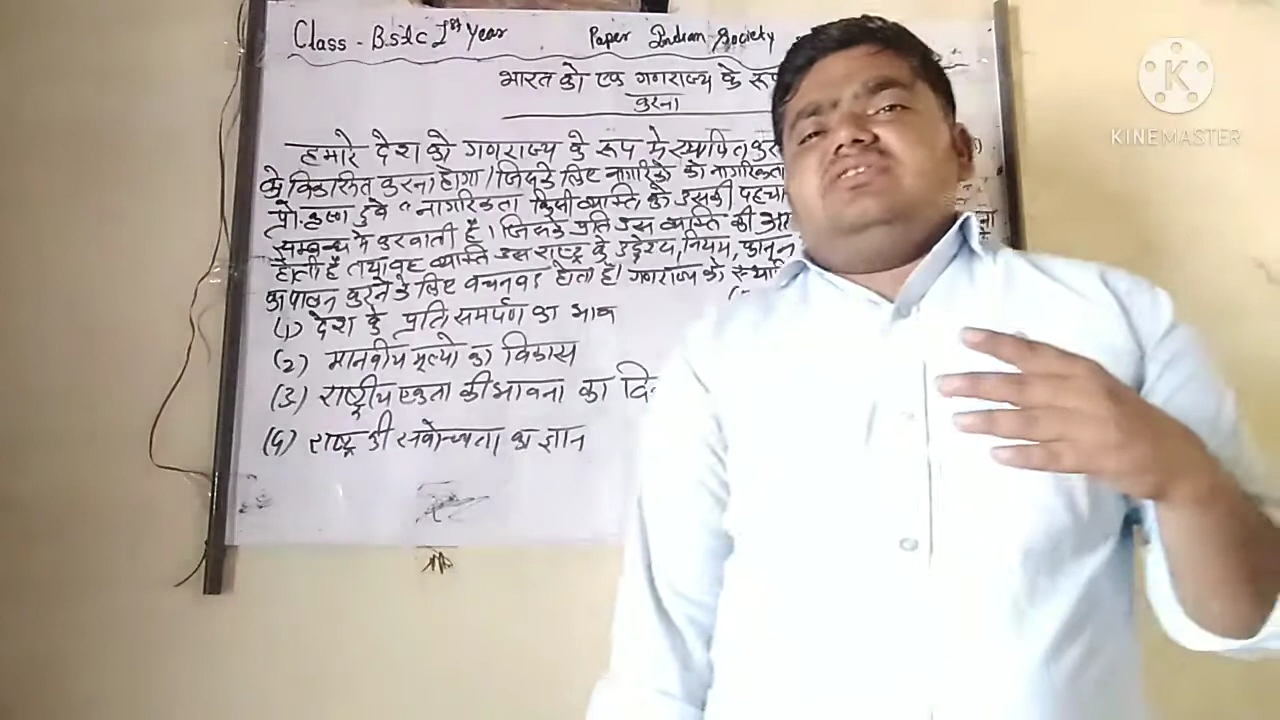 Class - B.sc Ist Year Paper Indian Society
भारत को एक गणराज्य के रूप
करना
हमारे देश को गणराज्य के रूप मे स्थापित कर
को विकसित करना होगा। जिसके लिए नागरिको को नागरिकता
प्रो. कृष्णा दुबे " नागरिकता किसी व्यक्ति को उसकी पहचा
सम्बन्ध मे करवाती है। जिसके प्रति उस व्यक्ति की
होती है तथा वह व्यक्ति उस राष्ट्र के उद्देश्य, नियम, कानून
का पालन करने के लिए वचनबद्ध होता है। गणराज्य को स्थापि
(1) देश के प्रति समर्पण का भाव
(2) मानवीय मूल्यो का विकास
(3) राष्ट्रीय एकता की भावना का वि
(4) राष्ट्र की सर्वोच्चता का ज्ञान
KINEMASTER